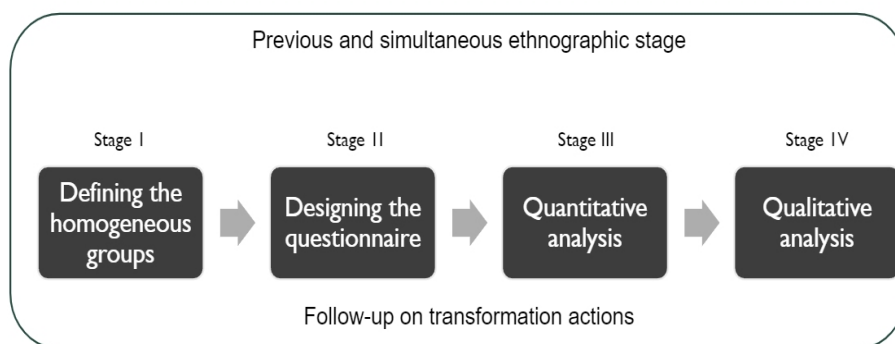 Previous and simultaneous ethnographic stage
Stage I
Stage II
Stage III
Stage IV
Defining the
homogeneous
groups
Designing the
questionnaire
Quantitative
analysis
Qualitative
analysis
Follow-up on transformation actions